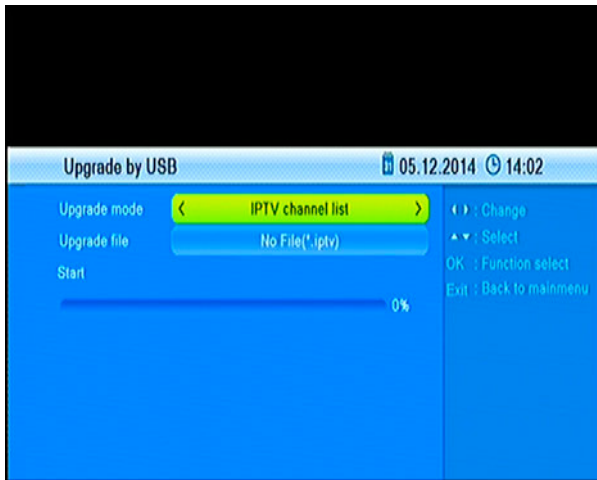 Upgrade by USB
31 05.12.2014 14:02
Upgrade mode < IPTV channel list >
Upgrade file No File(*.iptv)
Start
0%
: Change
: Select
OK : Function select
Exit : Back to mainmenu